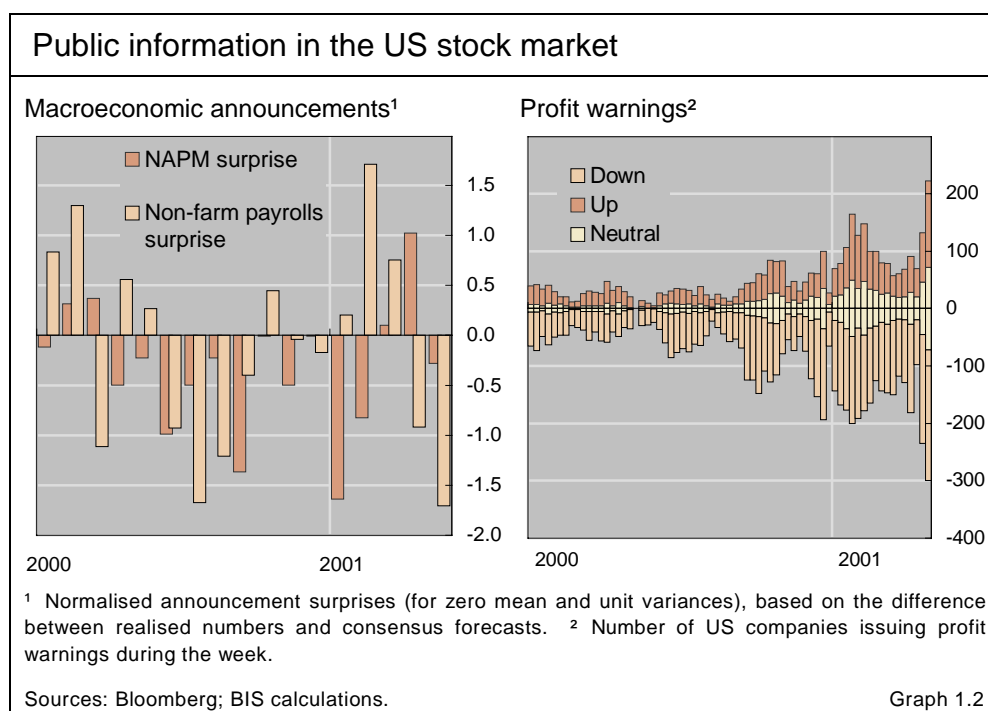 Public information in the US stock market
Macroeconomic announcements¹
NAPM surprise
Non-farm payrolls
surprise
1.5
1.0
0.5
0.0
-0.5
-1.0
-1.5
-2.0
2000
2001
Profit warnings²
Down
Up
Neutral
200
100
0
-100
-200
-300
-400
2000
2001
¹ Normalised announcement surprises (for zero mean and unit variances), based on the difference
between realised numbers and consensus forecasts. ² Number of US companies issuing profit
warnings during the week.
Sources: Bloomberg; BIS calculations.
Graph 1.2